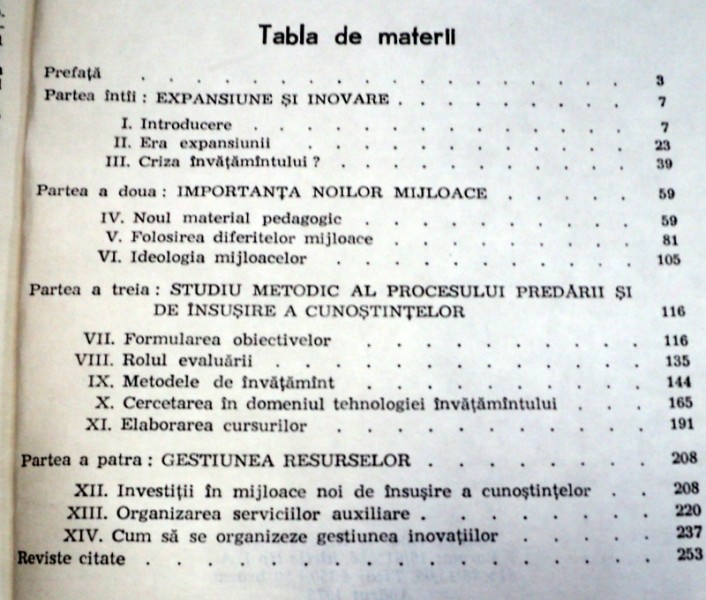 Tabla de materII
Prefață . . . . . . . . . . . . . . 3
Partea întîi : EXPANSIUNE ȘI INOVARE . . . . . . . . 7
I. Introducere . . . . . . . . . . . 7
II. Era expansiunii . . . . . . . . . . 23
III. Criza învățămîntului ? . . . . . . . . . 39
Partea a doua : IMPORTANȚA NOILOR MIJLOACE . . . . . 59
IV. Noul material pedagogic . . . . . . . . 59
V. Folosirea diferitelor mijloace . . . . . . . 81
VI. Ideologia mijloacelor . . . . . . . . 105
Partea a treia : STUDIU METODIC AL PROCESULUI PREDĂRII ȘI
DE ÎNSUȘIRE A CUNOȘTINȚELOR 116
VII. Formularea obiectivelor . . . . . . . . 116
VIII. Rolul evaluării . . . . . . . . . . 135
IX. Metodele de învățămînt . . . . . . . . 144
X. Cercetarea în domeniul tehnologiei învățămîntului . . . 165
XI. Elaborarea cursurilor . . . . . . . . 191
Partea a patra : GESTIUNEA RESURSELOR . . . . . . . 208
XII. Investiții în mijloace noi de însușire a cunoștințelor . . 208
XIII. Organizarea serviciilor auxiliare . . . . . . . 220
XIV. Cum să se organizeze gestiunea inovațiilor . . . . . 237
Reviste citate . . . . . . . . . . . . . . 253